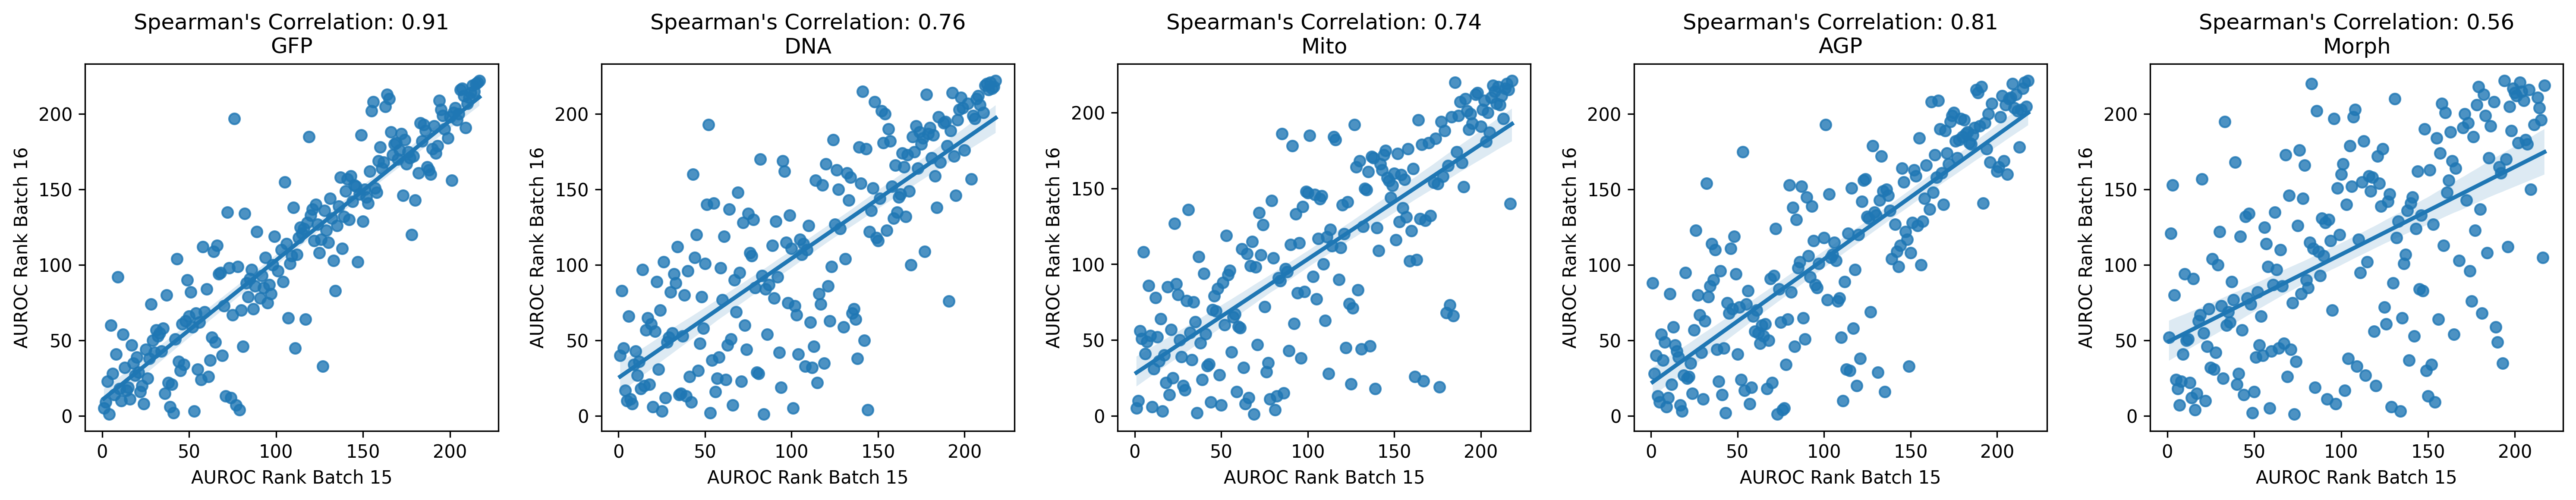 Spearman's Correlation: 0.91
GFP
200
150
100
50
0
AUROC Rank Batch 16
0 50 100 150 200
AUROC Rank Batch 15
Spearman's Correlation: 0.76
DNA
200
150
100
50
0
AUROC Rank Batch 16
0 50 100 150 200
AUROC Rank Batch 15
Spearman's Correlation: 0.74
Mito
200
150
100
50
0
AUROC Rank Batch 16
0 50 100 150 200
AUROC Rank Batch 15
Spearman's Correlation: 0.81
AGP
200
150
100
50
0
AUROC Rank Batch 16
0 50 100 150 200
AUROC Rank Batch 15
Spearman's Correlation: 0.56
Morph
200
150
100
50
0
AUROC Rank Batch 16
0 50 100 150 200
AUROC Rank Batch 15